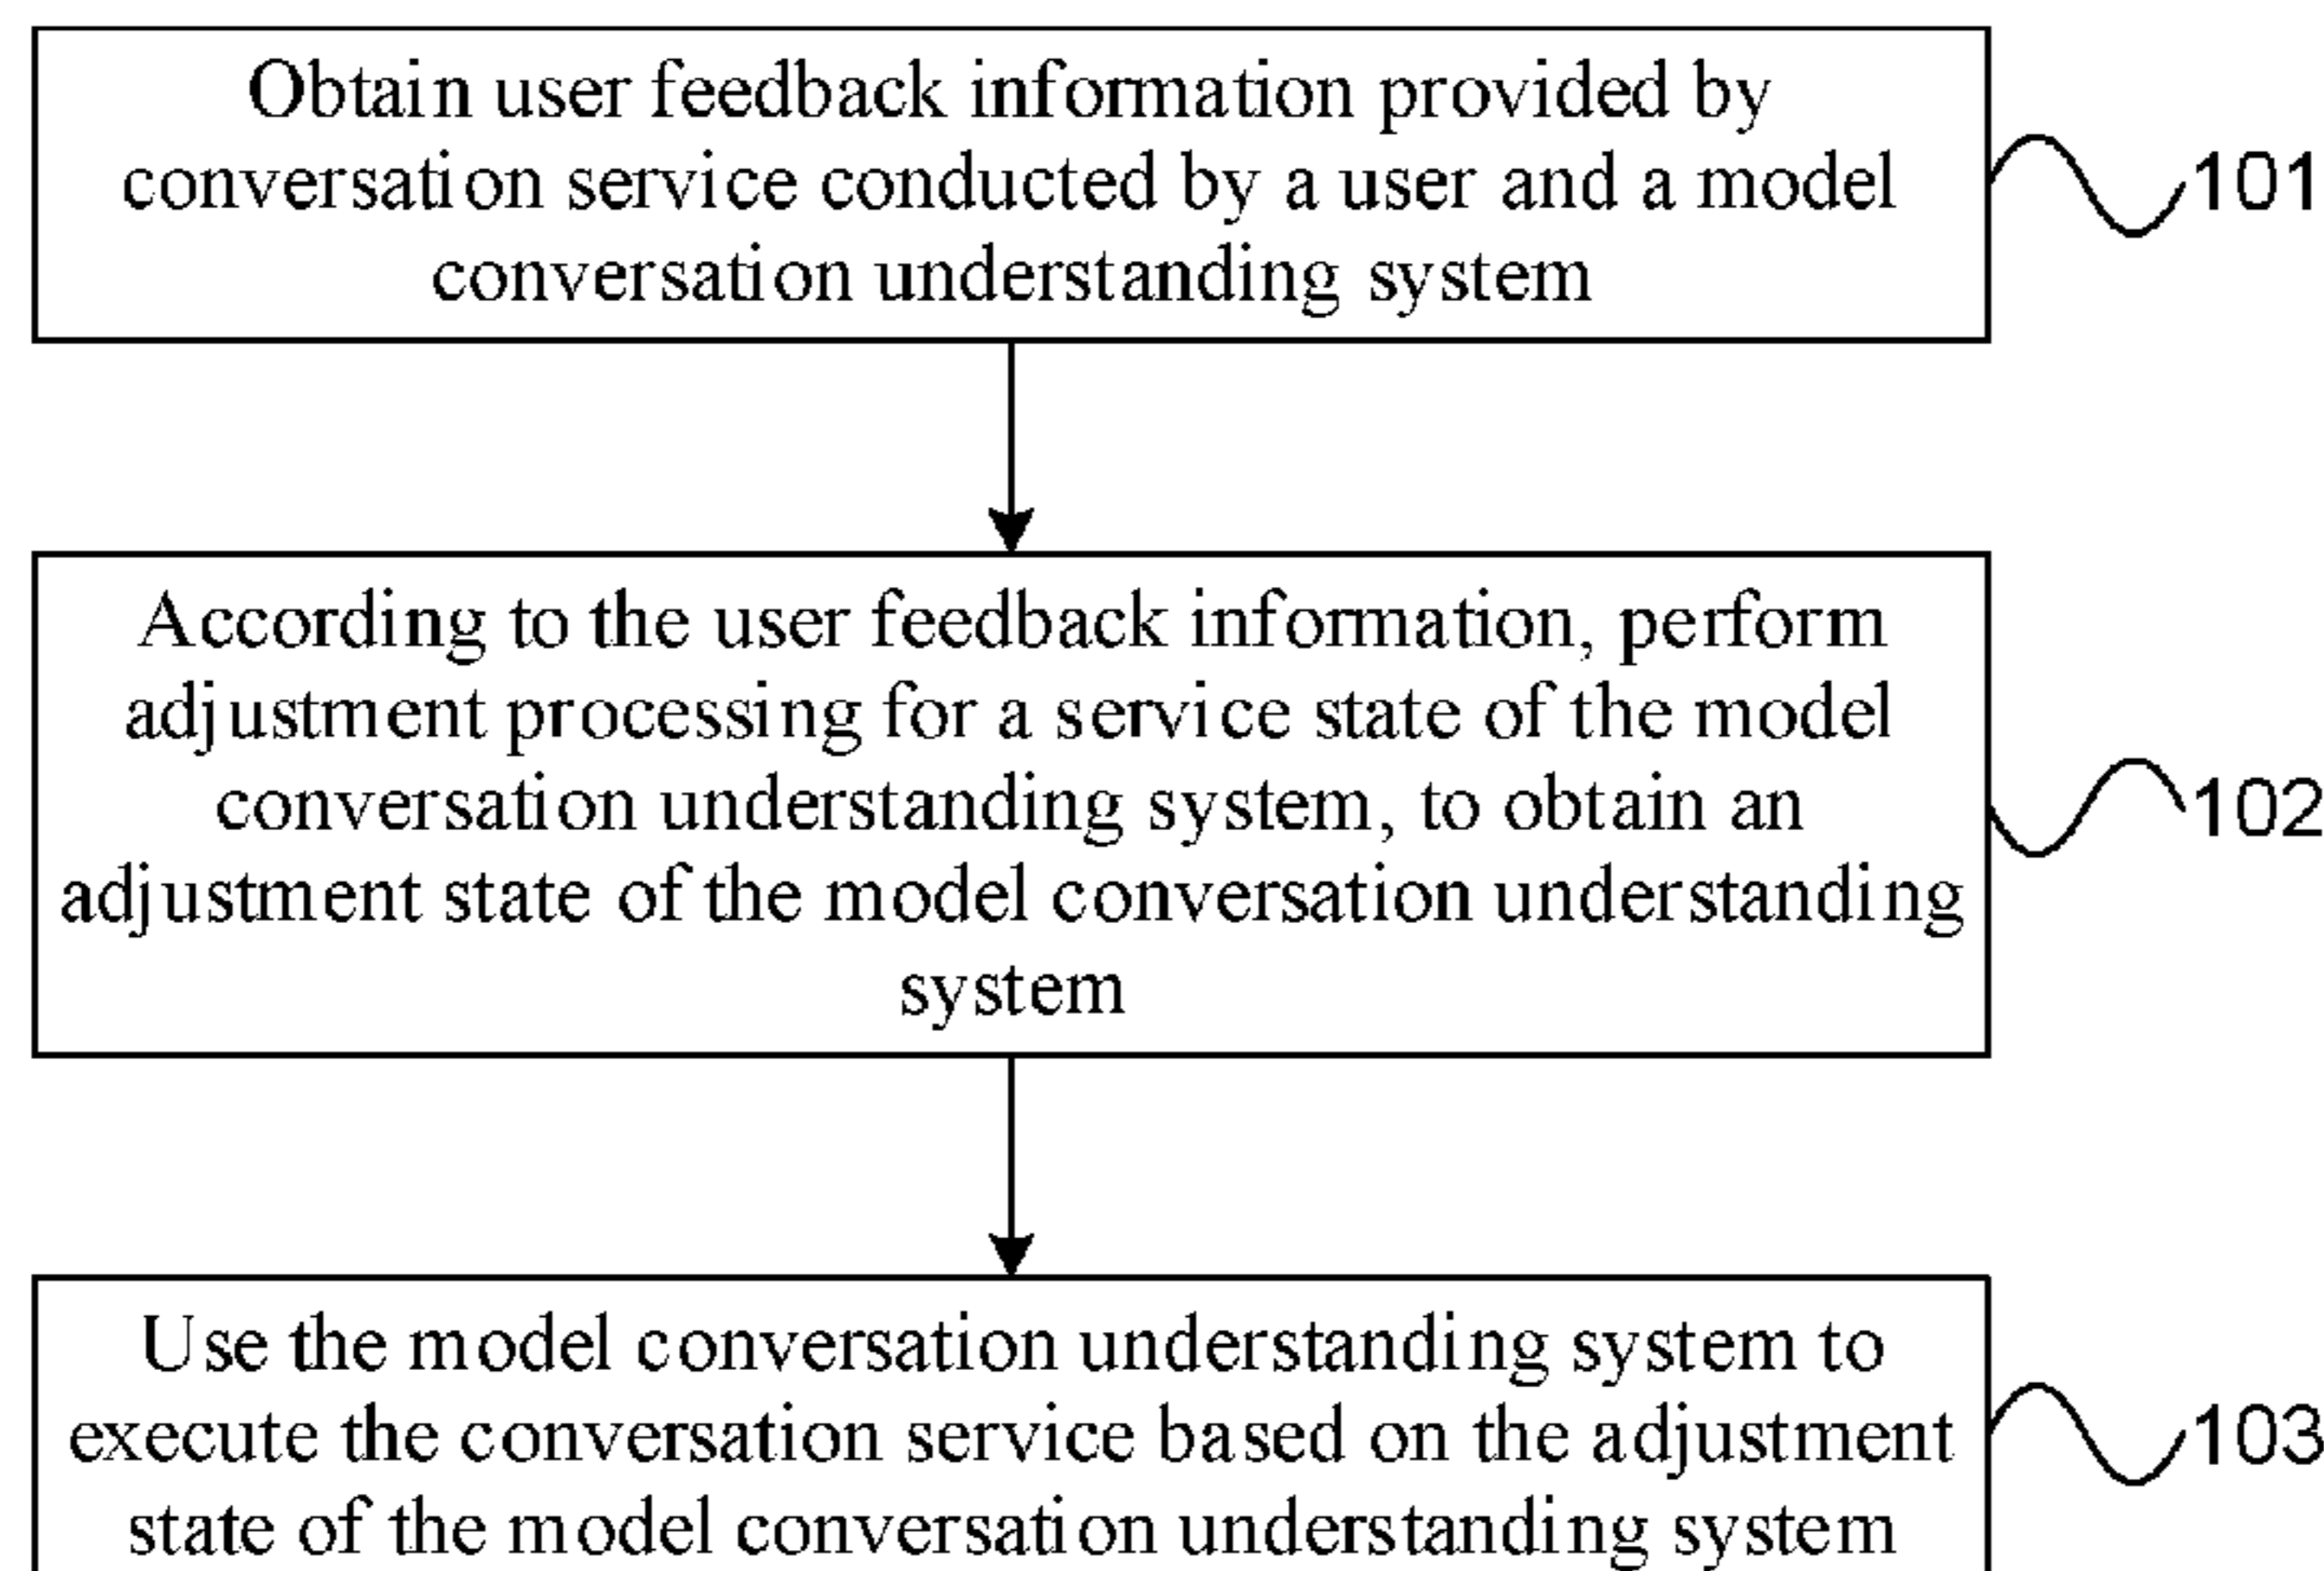 Obtain user feedback information provided by
conversation service conducted by a user and a model
conversation understanding system
101
According to the user feedback information, perform
adjustment processing for a service state of the model
conversation understanding system, to obtain an
adjustment state of the model conversation understanding
system
102
Use the model conversation understanding system to
execute the conversation service based on the adjustment
state of the model conversation understanding system
103